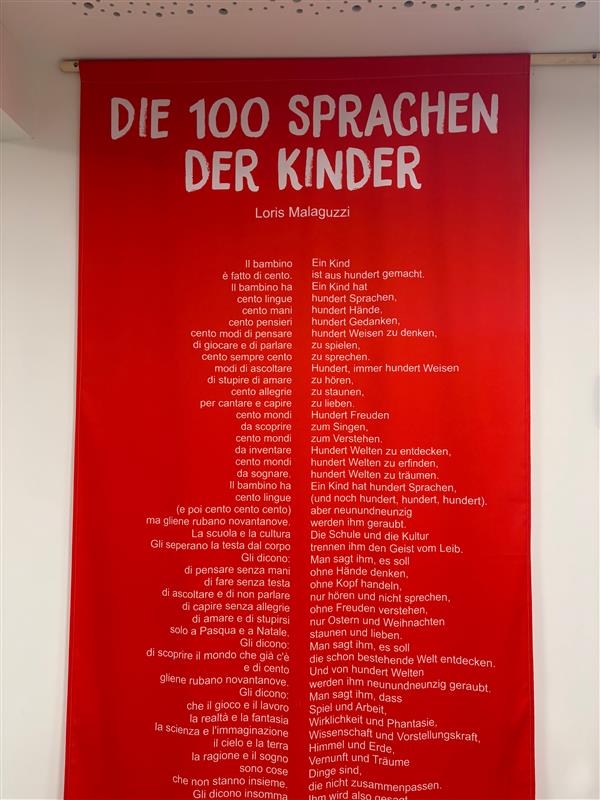 DIE 100 SPRACHEN
DER KINDER
Loris Malaguzzi
Il bambino
è fatto di cento.
Il bambino ha
cento lingue
cento mani
cento pensieri
cento modi di pensare
di giocare e di parlare
cento sempre cento
modi di ascoltare
di stupire di amare
cento allegrie
per cantare e capire
cento mondi
da scoprire
cento mondi
da inventare
cento mondi
da sognare.
Il bambino ha
cento lingue
(e poi cento cento cento)
ma gliene rubano novantanove.
La scuola e la cultura
Gli seperano la testa dal corpo
Gli dicono:
di pensare senza mani
di fare senza testa
di ascoltare e di non parlare
di capire senza allegrie
di amare e di stupirsi
solo a Pasqua e a Natale.
Gli dicono:
di scoprire il mondo che già c'è
e di cento
gliene rubano novantanove.
Gli dicono:
che il gioco e il lavoro
la realtà e la fantasia
la scienza e l'immaginazione
il cielo e la terra
la ragione e il sogno
sono cose
che non stanno insieme.
Gli dicono insomma
Ein Kind
ist aus hundert gemacht.
Ein Kind hat
hundert Sprachen,
hundert Hände,
hundert Gedanken,
hundert Weisen zu denken,
zu spielen,
zu sprechen.
Hundert, immer hundert Weisen
zu hören,
zu staunen,
zu lieben.
Hundert Freuden
zum Singen,
zum Verstehen.
Hundert Welten zu entdecken,
hundert Welten zu erfinden,
hundert Welten zu träumen.
Ein Kind hat hundert Sprachen,
(und noch hundert, hundert, hundert).
aber neunundneunzig
werden ihm geraubt.
Die Schule und die Kultur
trennen ihm den Geist vom Leib.
Man sagt ihm, es soll
ohne Hände denken,
ohne Kopf handeln,
nur hören und nicht sprechen,
ohne Freuden verstehen,
nur Ostern und Weihnachten
staunen und lieben.
Man sagt ihm, es soll
die schon bestehende Welt entdecken.
Und von hundert Welten
werden ihm neunundneunzig geraubt.
Man sagt ihm, dass
Spiel und Arbeit,
Wirklichkeit und Phantasie,
Wissenschaft und Vorstellungskraft,
Himmel und Erde,
Vernunft und Träume
Dinge sind,
die nicht zusammenpassen.
Ihm wird also gesagt